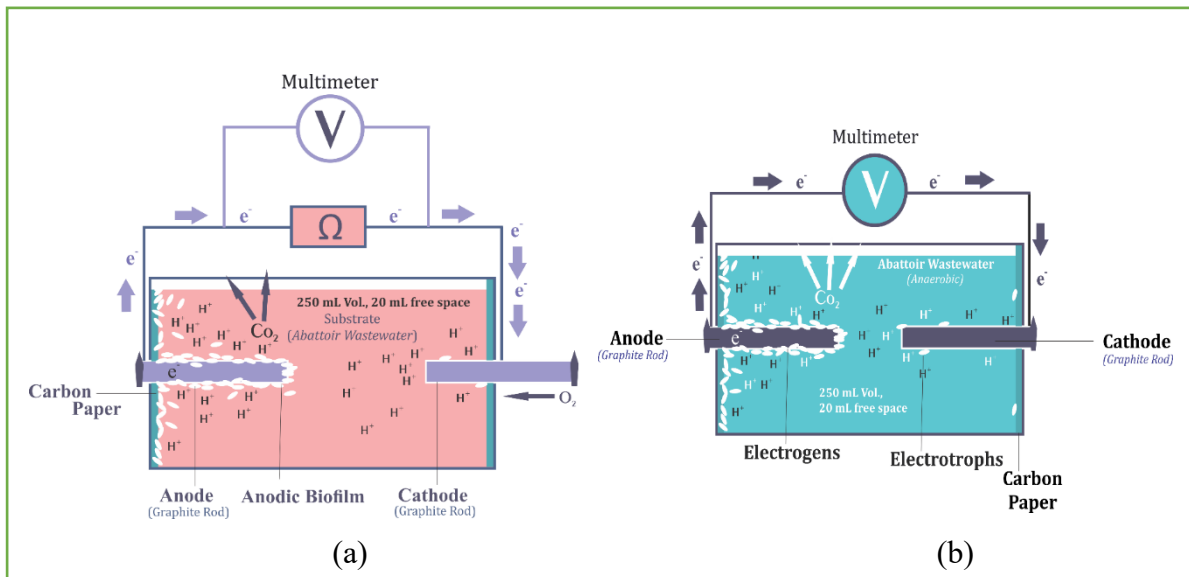 Multimeter
V
e⁻
e⁻
Ω
e⁻
e⁻
e⁻
250 mL Vol., 20 mL free space
Substrate
(Abattoir Wastewater)
Co₂
H⁺ H⁺ H⁺ H⁺ H⁺ H⁺ H⁺ H⁺
H⁺ H⁺ H⁺ H⁺ H⁺ H⁺ H⁺ H⁺
H⁺ H⁺ H⁺ H⁺ H⁺ H⁺ H⁺
H⁺ H⁺ H⁺ H⁺
e
O₂
Carbon
Paper
Anode
(Graphite Rod)
Anodic Biofilm
Cathode
(Graphite Rod)
(a)
Multimeter
V
e⁻
e⁻
e⁻
e⁻
Abattoir Wastewater
(Anaerobic)
Co₂
H⁺ H⁺ H⁺ H⁺ H⁺ H⁺ H⁺
H⁺ H⁺ H⁺ H⁺ H⁺ H⁺ H⁺
H⁺ H⁺ H⁺ H⁺ H⁺ H⁺
e
Anode
(Graphite Rod)
Cathode
(Graphite Rod)
250 mL Vol.,
20 mL free space
Electrogens
Electrotrophs
Carbon
Paper
(b)